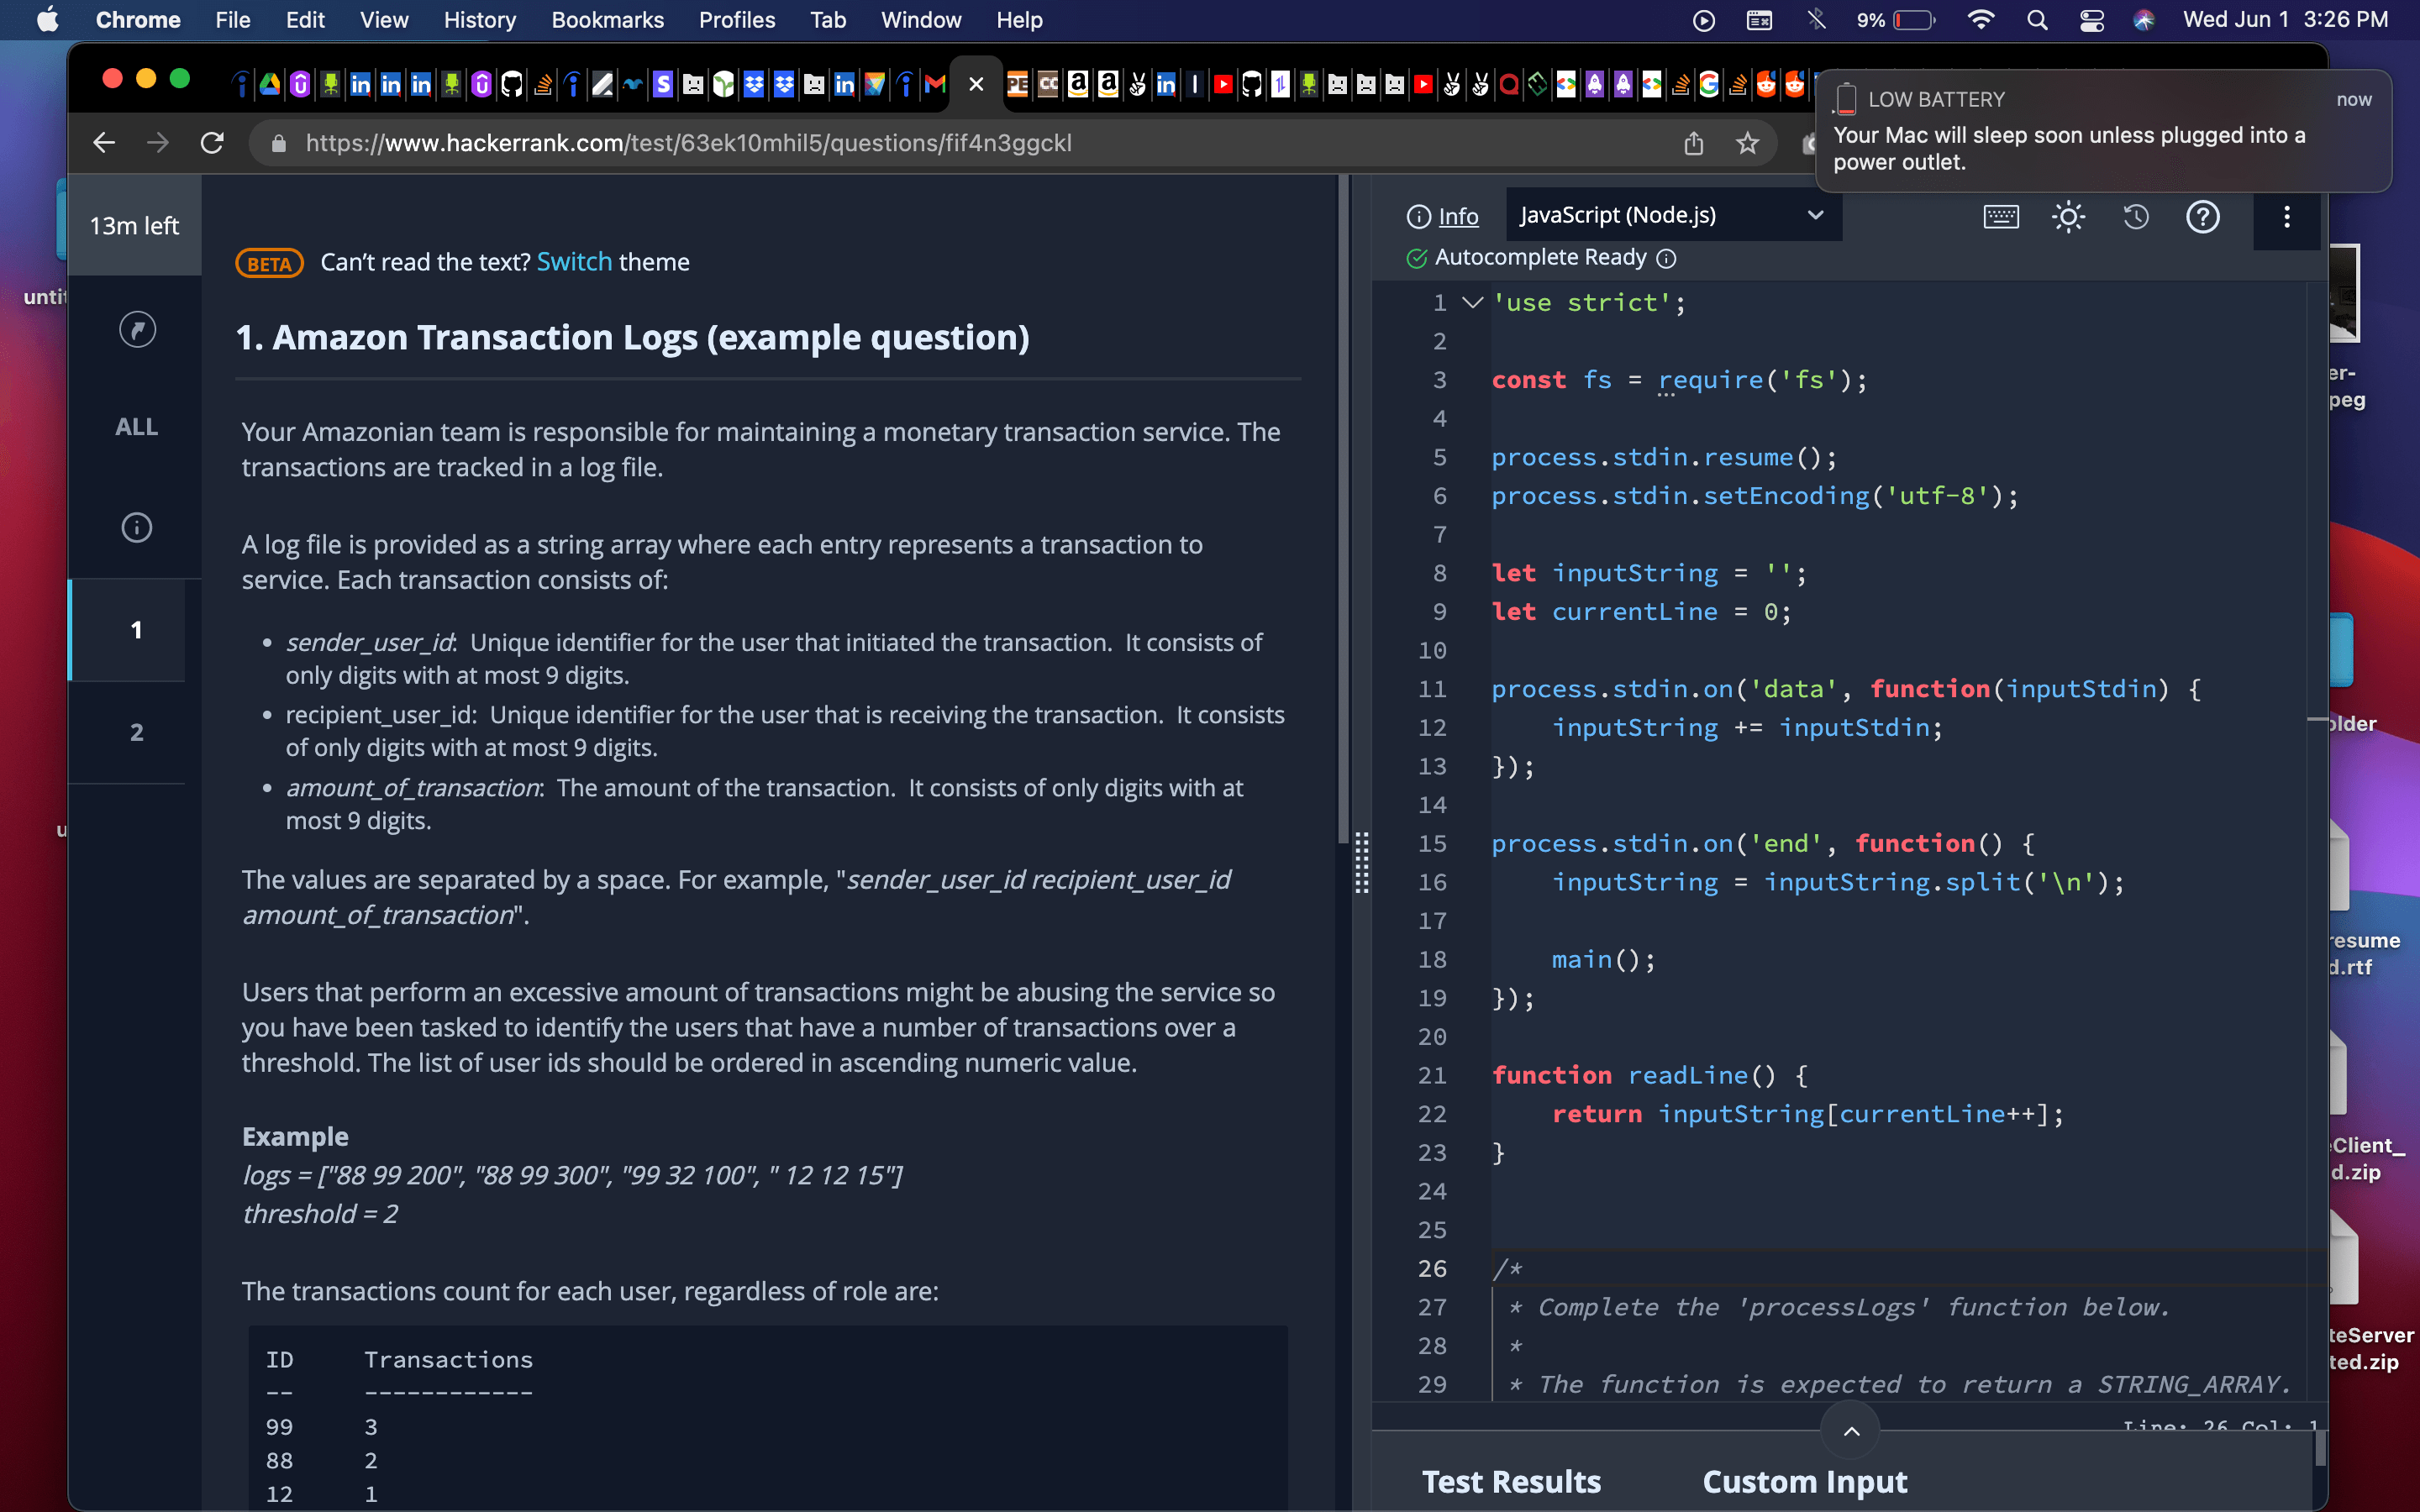 Chrome File Edit View History Bookmarks Profiles Tab Window Help 9% Wed Jun 1 3:26 PM
https://www.hackerrank.com/test/63ek10mhil5/questions/fif4n3ggckl
LOW BATTERY now
Your Mac will sleep soon unless plugged into a
power outlet.
13m left
ALL
1
2
BETA Can't read the text? Switch theme
1. Amazon Transaction Logs (example question)
Your Amazonian team is responsible for maintaining a monetary transaction service. The
transactions are tracked in a log file.
A log file is provided as a string array where each entry represents a transaction to
service. Each transaction consists of:
• sender_user_id: Unique identifier for the user that initiated the transaction. It consists of
only digits with at most 9 digits.
• recipient_user_id: Unique identifier for the user that is receiving the transaction. It consists
of only digits with at most 9 digits.
• amount_of_transaction: The amount of the transaction. It consists of only digits with at
most 9 digits.
The values are separated by a space. For example, "sender_user_id recipient_user_id
amount_of_transaction".
Users that perform an excessive amount of transactions might be abusing the service so
you have been tasked to identify the users that have a number of transactions over a
threshold. The list of user ids should be ordered in ascending numeric value.
Example
logs = ["88 99 200", "88 99 300", "99 32 100", " 12 12 15"]
threshold = 2
The transactions count for each user, regardless of role are:
ID Transactions
-- ------------
99 3
88 2
12 1
Info JavaScript (Node.js)
Autocomplete Ready
1 'use strict';
2
3 const fs = require('fs');
4
5 process.stdin.resume();
6 process.stdin.setEncoding('utf-8');
7
8 let inputString = '';
9 let currentLine = 0;
10
11 process.stdin.on('data', function(inputStdin) {
12 inputString += inputStdin;
13 });
14
15 process.stdin.on('end', function() {
16 inputString = inputString.split('\n');
17
18 main();
19 });
20
21 function readLine() {
22 return inputString[currentLine++];
23 }
24
25
26 /*
27 * Complete the 'processLogs' function below.
28 *
29 * The function is expected to return a STRING_ARRAY.
Line: 26 Col: 1
Test Results Custom Input
untit
er-
peg
older
resume
d.rtf
eClient_
d.zip
teServer
ted.zip